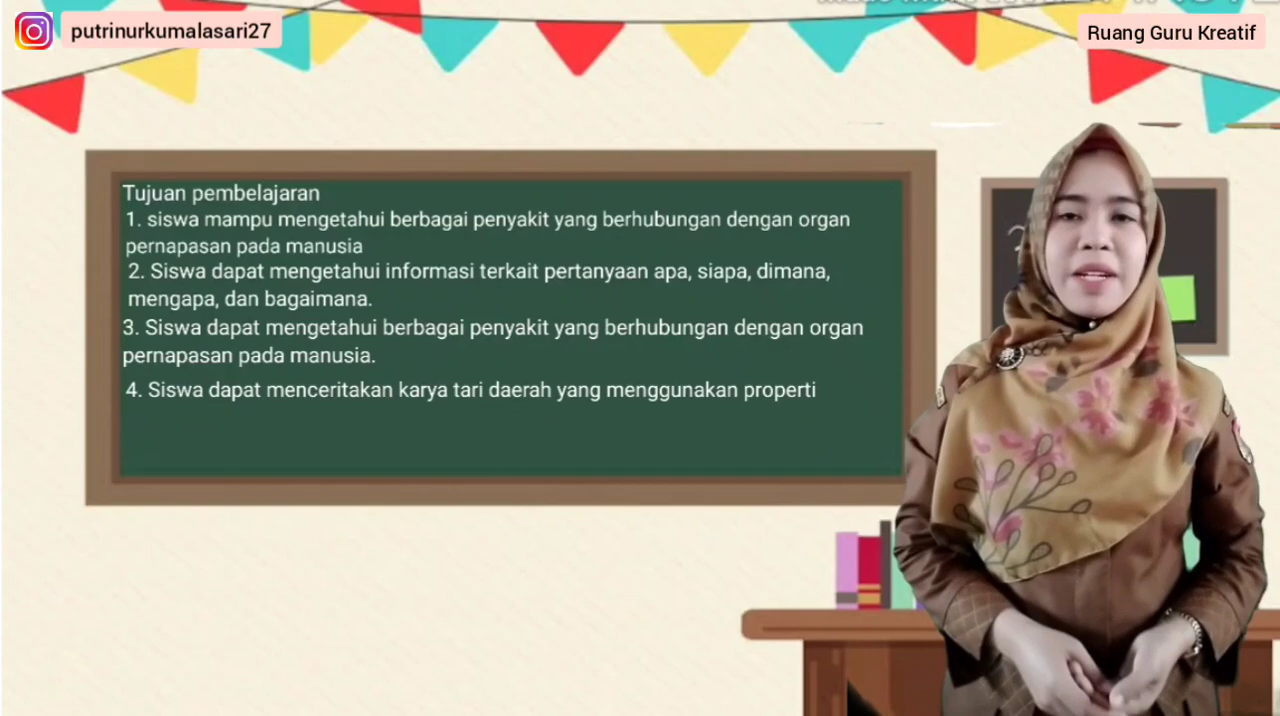 putrinurkumalasari27
Ruang Guru Kreatif
Tujuan pembelajaran
1. siswa mampu mengetahui berbagai penyakit yang berhubungan dengan organ
pernapasan pada manusia
2. Siswa dapat mengetahui informasi terkait pertanyaan apa, siapa, dimana,
mengapa, dan bagaimana.
3. Siswa dapat mengetahui berbagai penyakit yang berhubungan dengan organ
pernapasan pada manusia.
4. Siswa dapat menceritakan karya tari daerah yang menggunakan properti